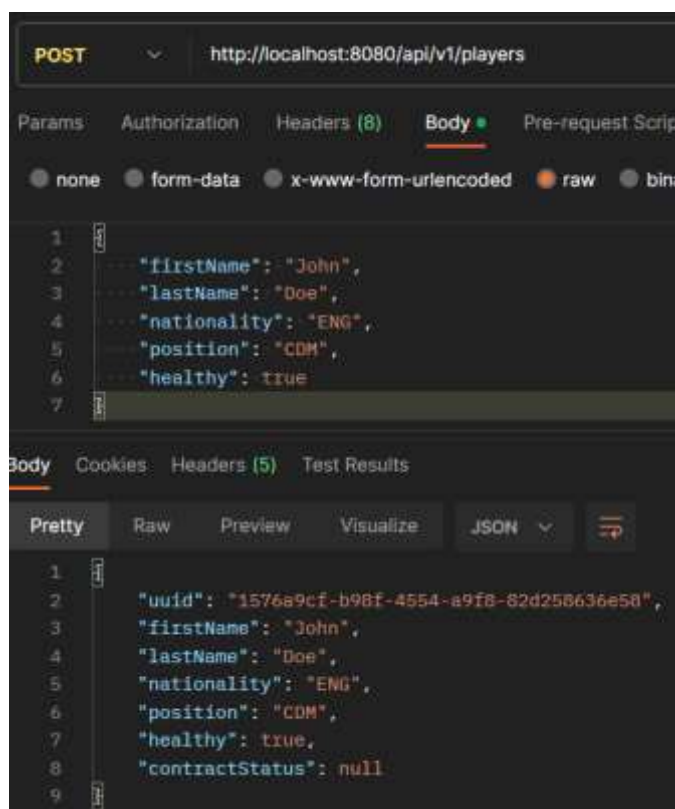 POST http://localhost:8080/api/v1/players
Params Authorization Headers (8) Body Pre-request Scrip
none form-data x-www-form-urlencoded raw bina
1 {
2 "firstName": "John",
3 "lastName": "Doe",
4 "nationality": "ENG",
5 "position": "CDM",
6 "healthy": true
7 }
Body Cookies Headers (5) Test Results
Pretty Raw Preview Visualize JSON
1 {
2 "uuid": "1576a9cf-b98f-4554-a9f8-82d258636e58",
3 "firstName": "John",
4 "lastName": "Doe",
5 "nationality": "ENG",
6 "position": "CDM",
7 "healthy": true,
8 "contractStatus": null
9 }